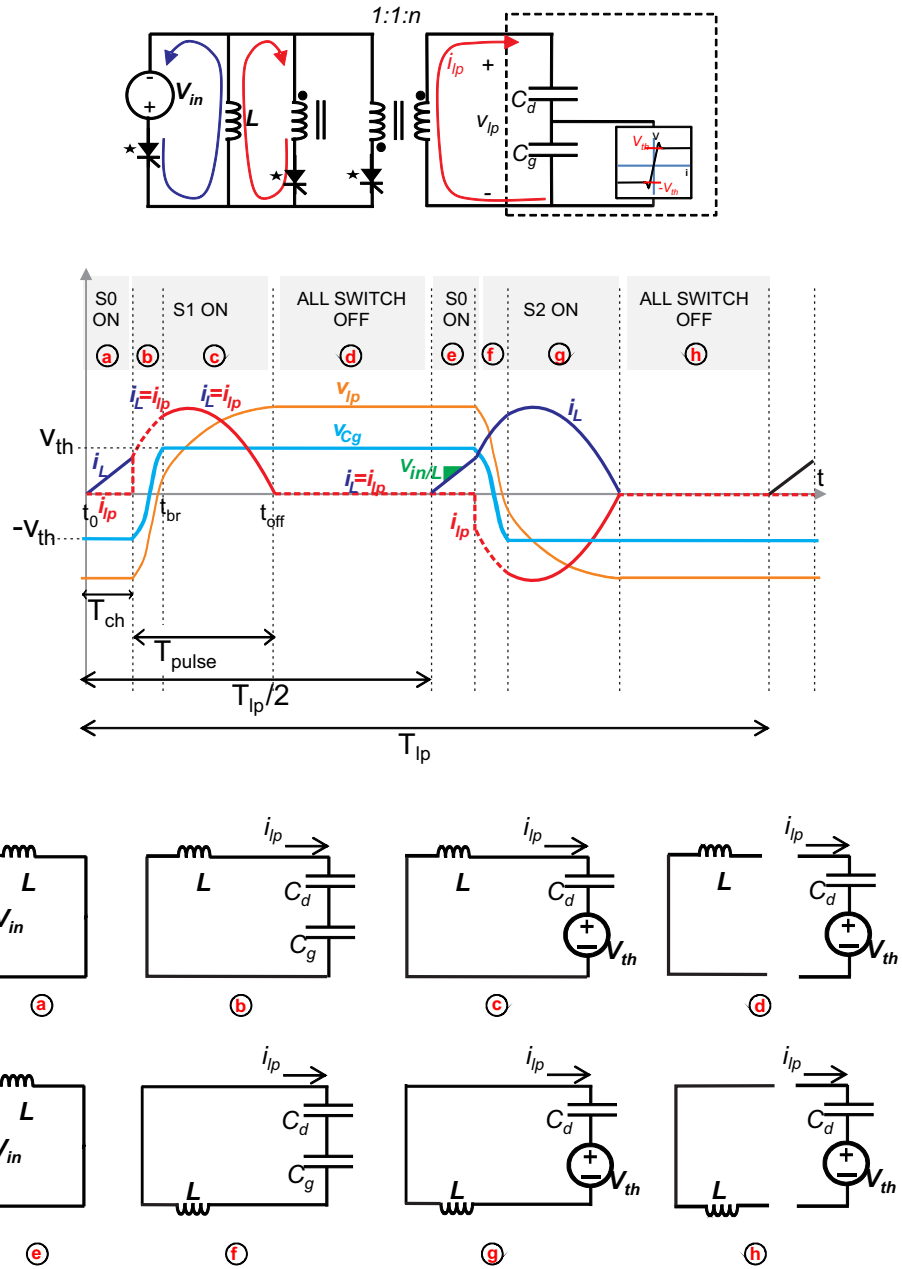 1:1:n
- V_in + L
i_lp + v_lp -
C_d
C_g
V_th v i -V_th
S0 ON S1 ON ALL SWITCH OFF S0 ON S2 ON ALL SWITCH OFF
a b c d e f g h
i_L=i_lp i_L=i_lp v_lp i_L
v_th v_Cg
i_L v_in/L i_L=i_lp t
t_0 i_lp t_br t_off i_lp
-v_th
T_ch
T_pulse
T_lp/2
T_lp
i_lp i_lp i_lp
L L C_d L C_d L C_d
V_in C_g V_th V_th
a b c d
i_lp i_lp i_lp
L C_d C_d C_d
V_in L C_g L V_th L V_th
e f g h